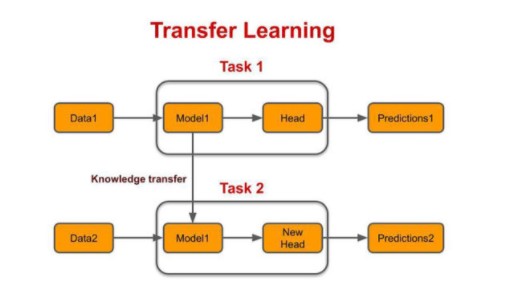 Transfer Learning
Task 1
Data1
Model1
Head
Predictions1
Knowledge transfer
Task 2
Data2
Model1
New
Head
Predictions2